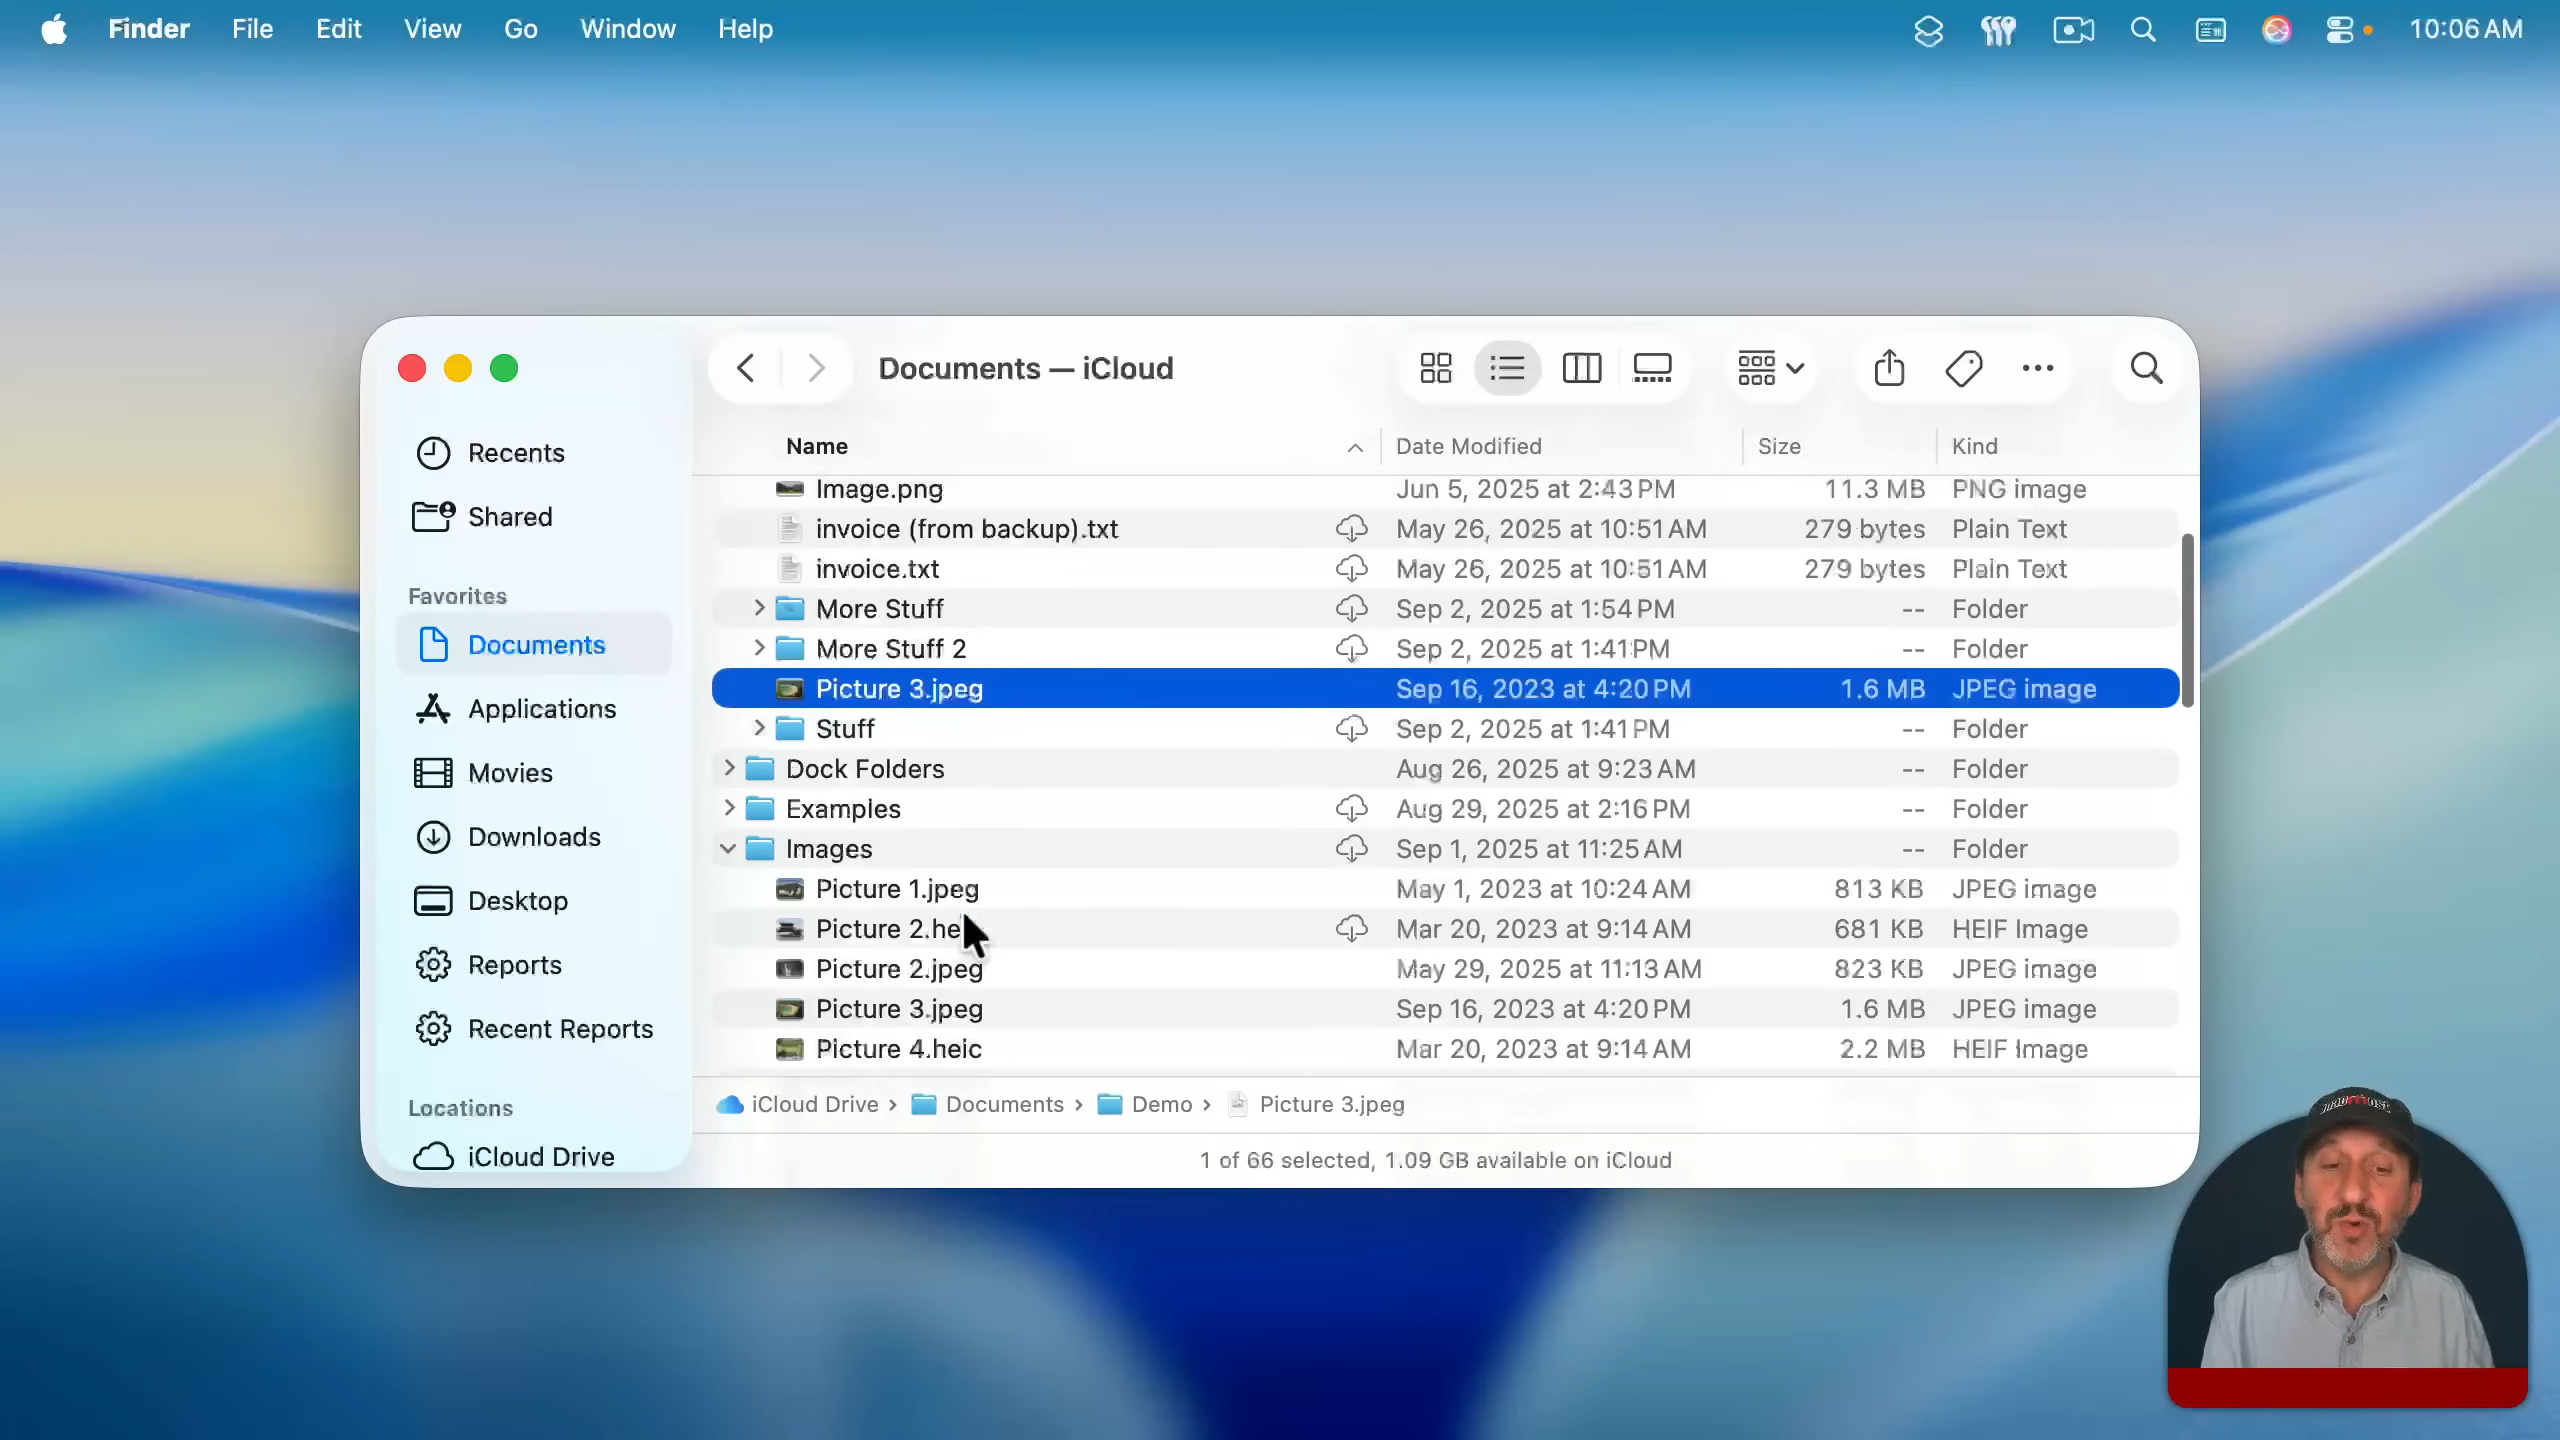 Finder File Edit View Go Window Help 10:06 AM
Documents — iCloud
Recents
Shared
Favorites
Documents
Applications
Movies
Downloads
Desktop
Reports
Recent Reports
Locations
iCloud Drive
Name Date Modified Size Kind
Image.png Jun 5, 2025 at 2:43 PM 11.3 MB PNG image
invoice (from backup).txt May 26, 2025 at 10:51 AM 279 bytes Plain Text
invoice.txt May 26, 2025 at 10:51 AM 279 bytes Plain Text
More Stuff Sep 2, 2025 at 1:54 PM -- Folder
More Stuff 2 Sep 2, 2025 at 1:41 PM -- Folder
Picture 3.jpeg Sep 16, 2023 at 4:20 PM 1.6 MB JPEG image
Stuff Sep 2, 2025 at 1:41 PM -- Folder
Dock Folders Aug 26, 2025 at 9:23 AM -- Folder
Examples Aug 29, 2025 at 2:16 PM -- Folder
Images Sep 1, 2025 at 11:25 AM -- Folder
Picture 1.jpeg May 1, 2023 at 10:24 AM 813 KB JPEG image
Picture 2.he Mar 20, 2023 at 9:14 AM 681 KB HEIF Image
Picture 2.jpeg May 29, 2025 at 11:13 AM 823 KB JPEG image
Picture 3.jpeg Sep 16, 2023 at 4:20 PM 1.6 MB JPEG image
Picture 4.heic Mar 20, 2023 at 9:14 AM 2.2 MB HEIF Image
iCloud Drive › Documents › Demo › Picture 3.jpeg
1 of 66 selected, 1.09 GB available on iCloud